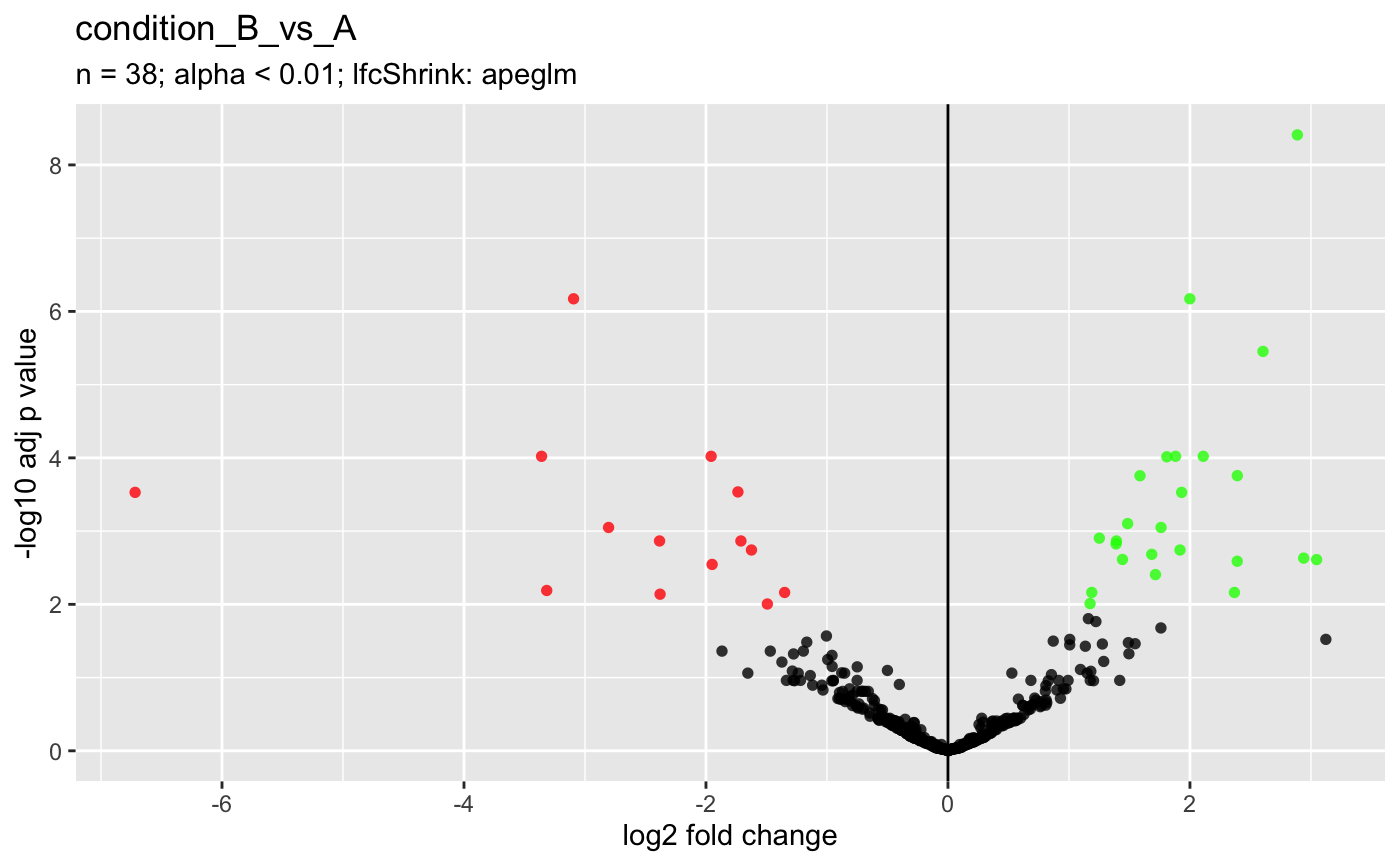 condition_B_vs_A
n = 38; alpha < 0.01; lfcShrink: apeglm
-log10 adj p value
8
6
4
2
0
-6
-4
-2
0
2
log2 fold change